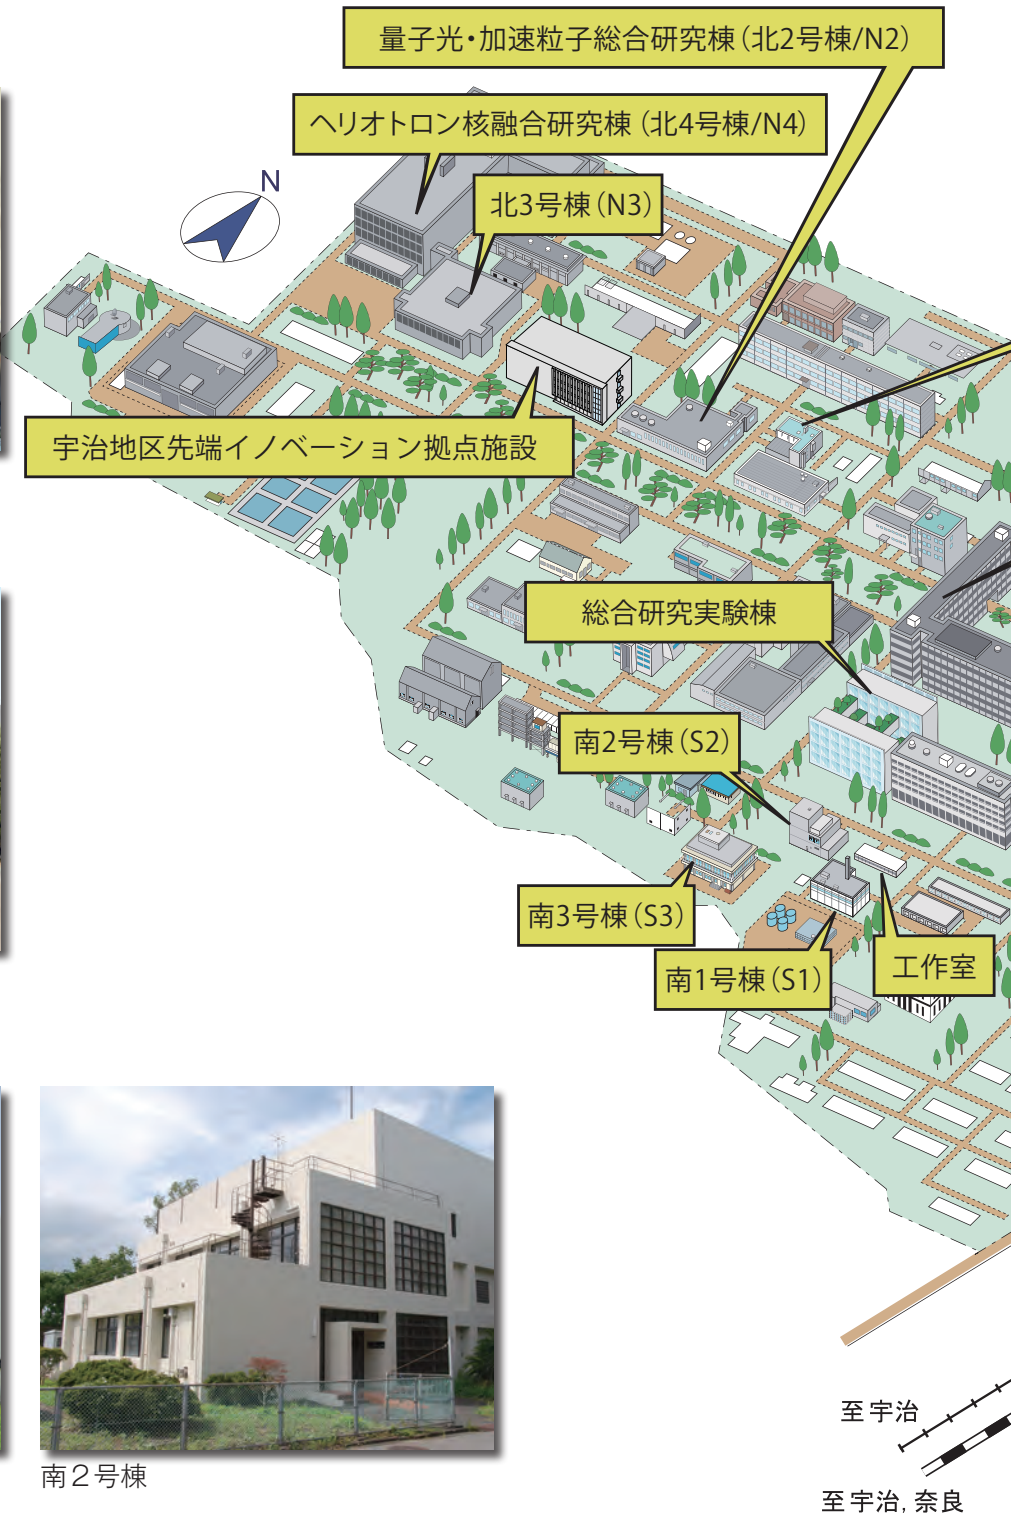 量子光・加速粒子総合研究棟（北2号棟/N2）
ヘリオトロン核融合研究棟（北4号棟/N4）
N
北3号棟（N3）
宇治地区先端イノベーション拠点施設
総合研究実験棟
南2号棟（S2）
南3号棟（S3）
南1号棟（S1）
工作室
南２号棟
至宇治
至宇治, 奈良